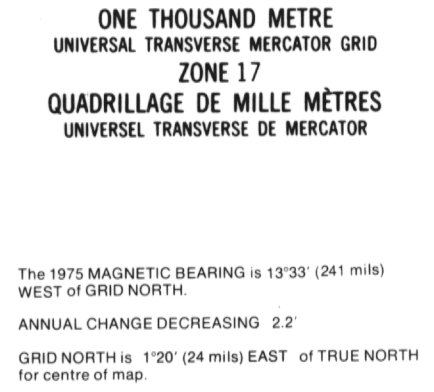 ONE THOUSAND METRE
UNIVERSAL TRANSVERSE MERCATOR GRID
ZONE 17
QUADRILLAGE DE MILLE MÈTRES
UNIVERSEL TRANSVERSE DE MERCATOR
The 1975 MAGNETIC BEARING is 13°33′ (241 mils)
WEST of GRID NORTH.
ANNUAL CHANGE DECREASING 2.2′
GRID NORTH is 1°20′ (24 mils) EAST of TRUE NORTH
for centre of map.